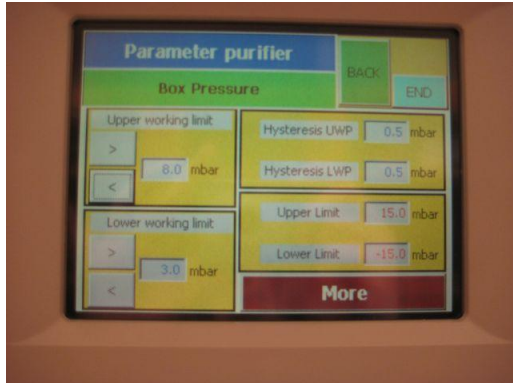 Parameter purifier
BACK
END
Box Pressure
Upper working limit
>
8.0 mbar
<
Hysteresis UWP 0.5 mbar
Hysteresis LWP 0.5 mbar
Lower working limit
>
3.0 mbar
<
Upper Limit 15.0 mbar
Lower Limit -15.0 mbar
More